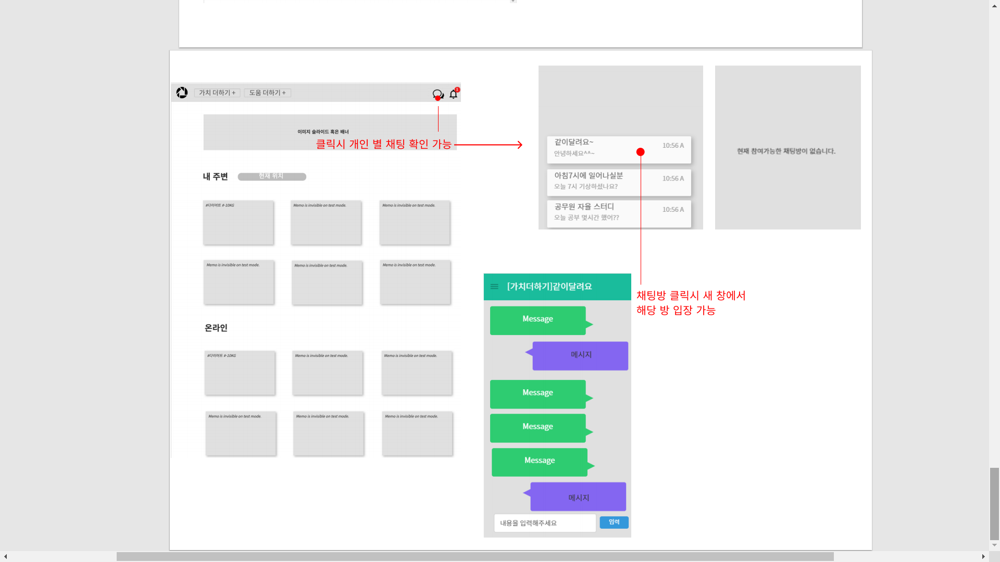 가치 더하기 +
도움 더하기 +
1
이미지 슬라이드 혹은 배너
클릭시 개인 별 채팅 확인 가능
내 주변
현재 위치
#다이어트 #-10KG
Memo is invisible on test mode.
Memo is invisible on test mode.
Memo is invisible on test mode.
Memo is invisible on test mode.
Memo is invisible on test mode.
온라인
#다이어트 #-10KG
Memo is invisible on test mode.
Memo is invisible on test mode.
Memo is invisible on test mode.
Memo is invisible on test mode.
Memo is invisible on test mode.
같이달려요~
10:56 A
안녕하세요^^~
아침7시에 일어나실분
10:56 A
오늘 7시 기상하셨나요?
공무원 자율 스터디
10:56 A
오늘 공부 몇시간 했어??
현재 참여가능한 채팅방이 없습니다.
채팅방 클릭시 새 창에서
해당 방 입장 가능
[가치더하기]같이달려요
Message
메시지
Message
Message
Message
메시지
내용을 입력해주세요
입력